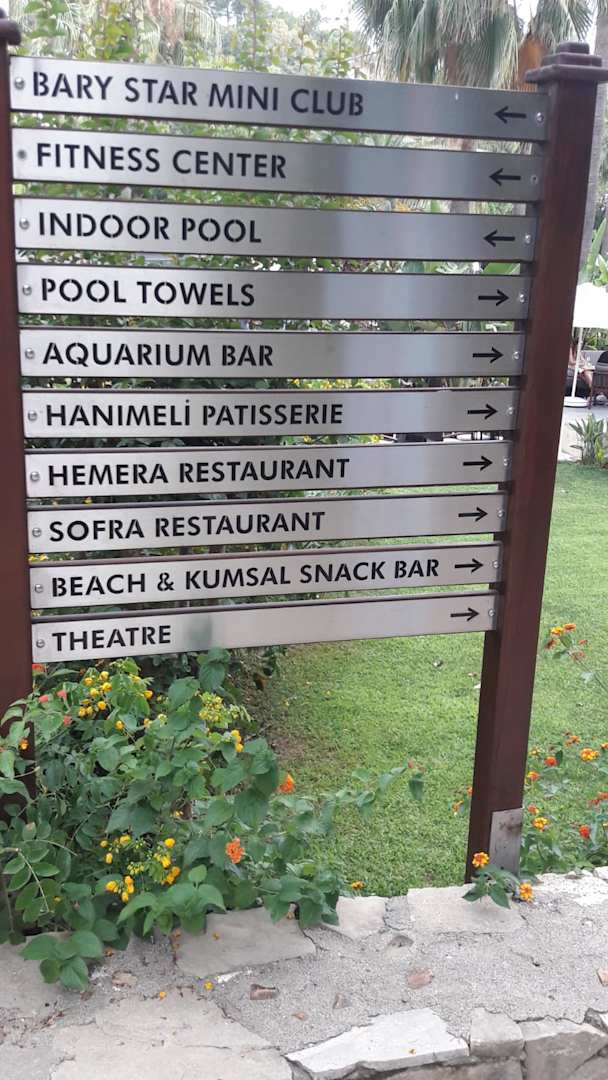 BARY STAR MINI CLUB ←
FITNESS CENTER ←
INDOOR POOL ←
POOL TOWELS →
AQUARIUM BAR →
HANIMELİ PATISSERIE →
HEMERA RESTAURANT →
SOFRA RESTAURANT →
BEACH & KUMSAL SNACK BAR →
THEATRE →